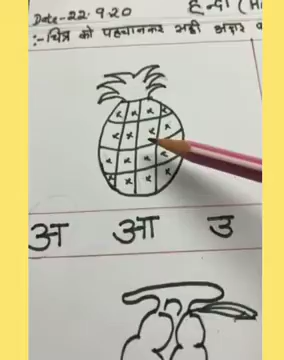 Date-22.9.20 हिन्दी
:-चित्र को पहचानकर सही अक्षर
अ आ उ